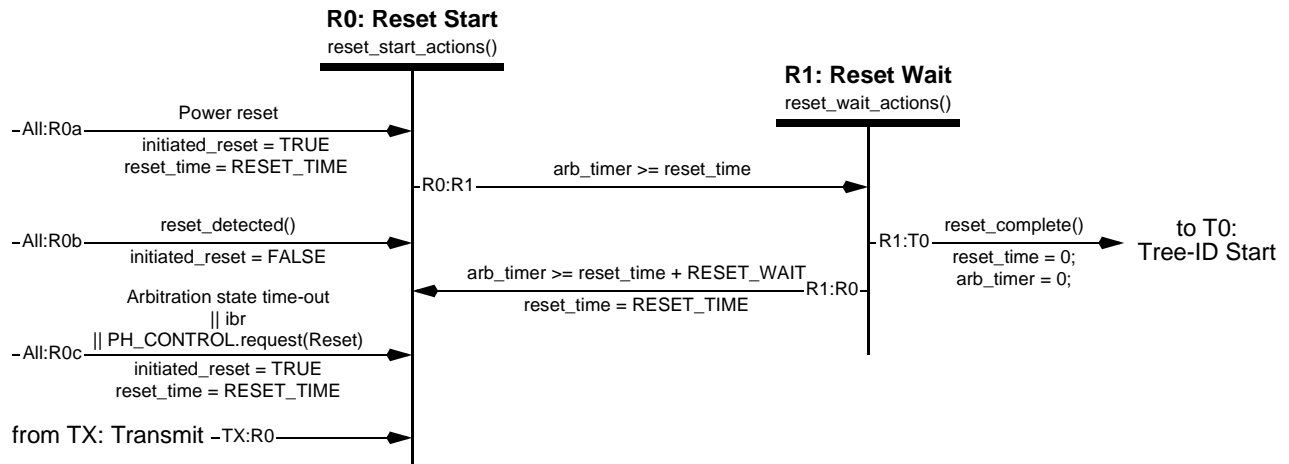 R0: Reset Start
reset_start_actions()
R1: Reset Wait
reset_wait_actions()
Power reset
All:R0a
initiated_reset = TRUE
reset_time = RESET_TIME
arb_timer >= reset_time
R0:R1
reset_detected()
All:R0b
initiated_reset = FALSE
reset_complete()
R1:T0
reset_time = 0;
arb_timer = 0;
to T0:
Tree-ID Start
arb_timer >= reset_time + RESET_WAIT
R1:R0
reset_time = RESET_TIME
Arbitration state time-out
|| ibr
|| PH_CONTROL.request(Reset)
All:R0c
initiated_reset = TRUE
reset_time = RESET_TIME
from TX: Transmit
TX:R0